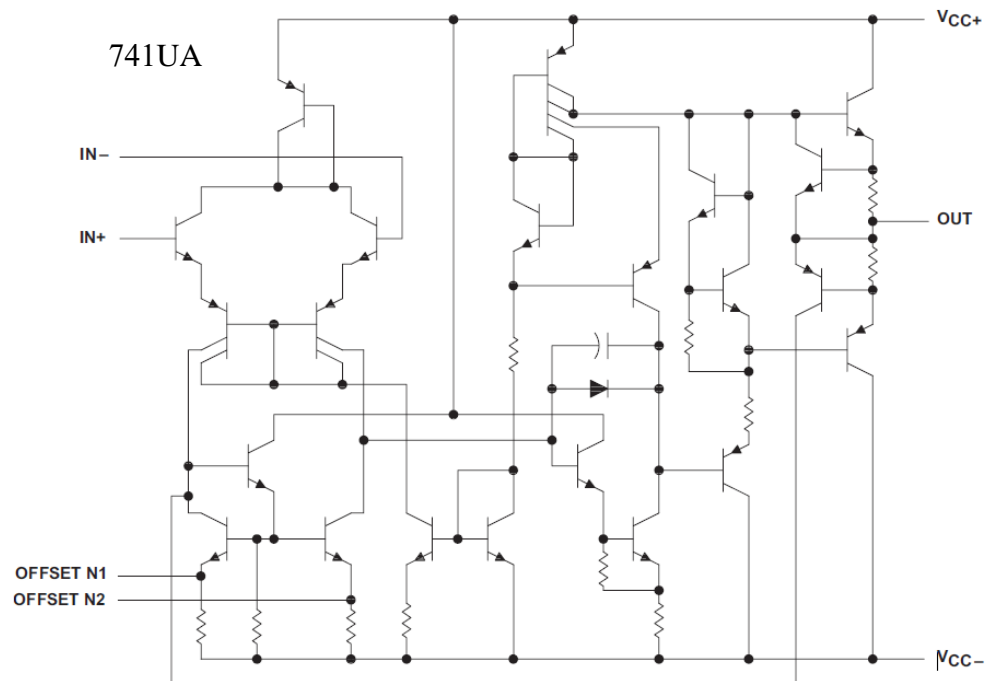 741UA
VCC+
IN−
IN+
OUT
OFFSET N1
OFFSET N2
VCC−